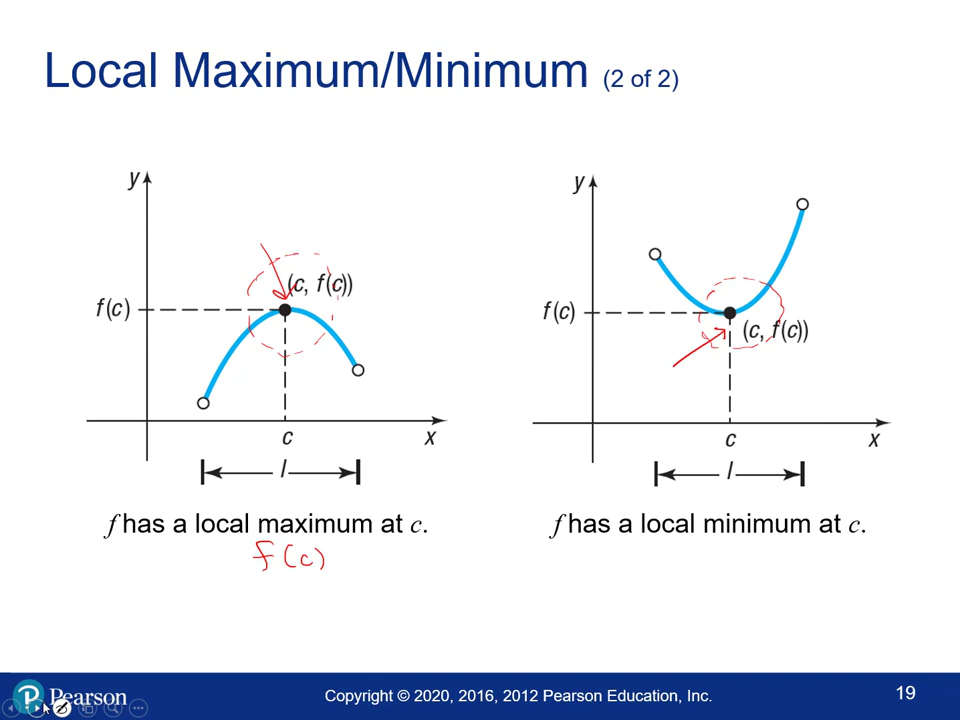 Local Maximum/Minimum (2 of 2)
y
(c, f(c))
f(c)
c
x
I
f has a local maximum at c.
f(c)
y
f(c)
(c, f(c))
c
x
I
f has a local minimum at c.
Pearson
Copyright © 2020, 2016, 2012 Pearson Education, Inc.
19